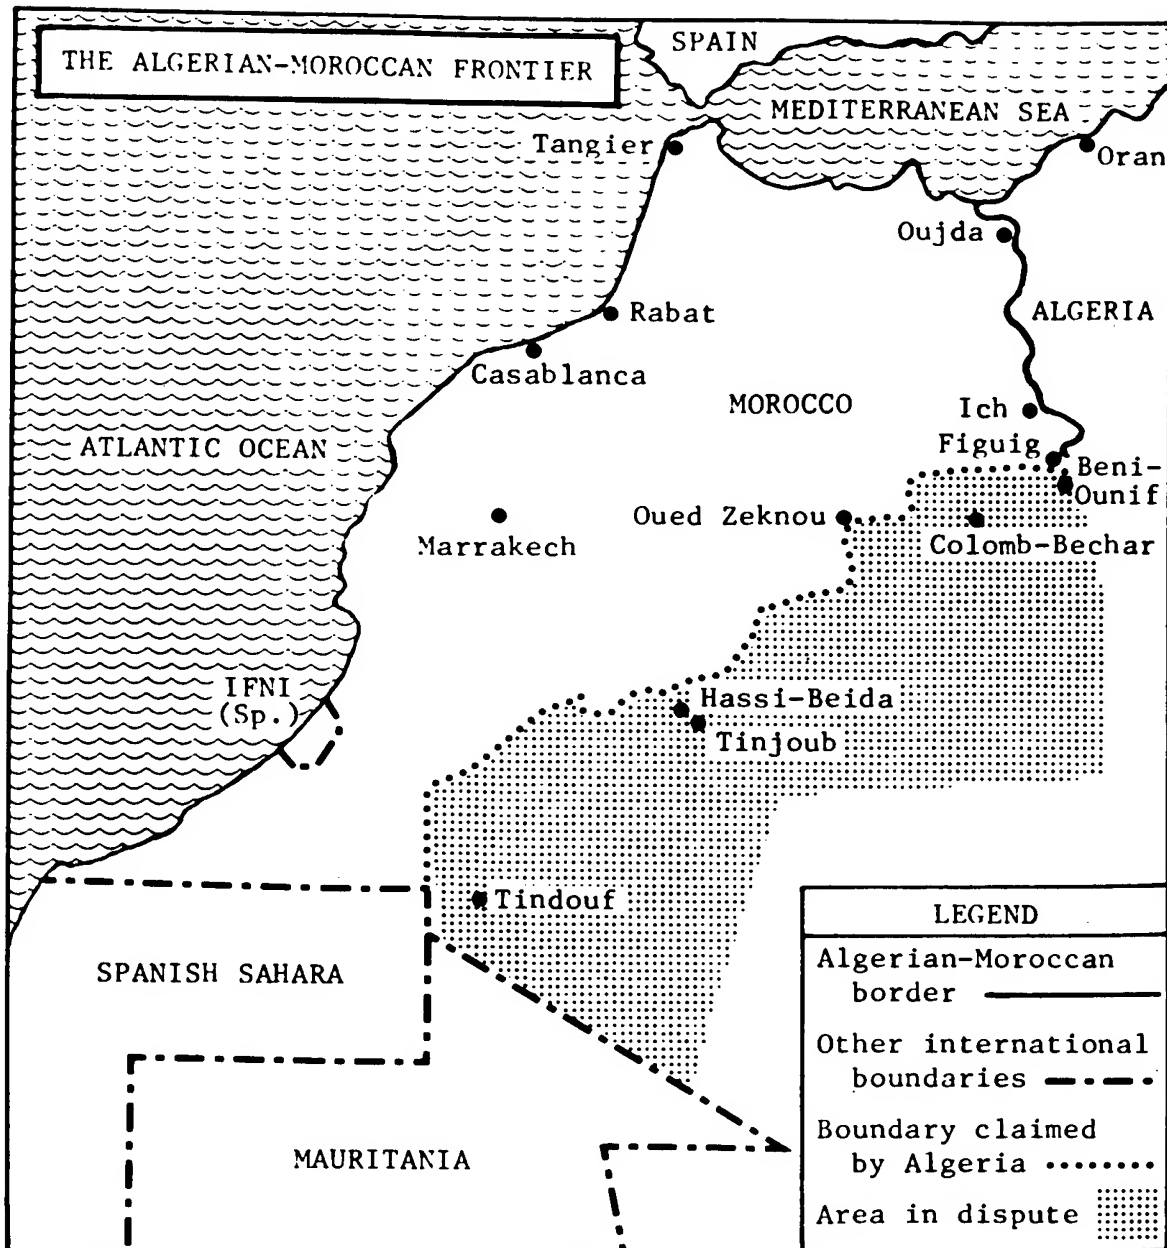 THE ALGERIAN-MOROCCAN FRONTIER
SPAIN
MEDITERRANEAN SEA
Tangier
Oran
Oujda
Rabat
ALGERIA
Casablanca
MOROCCO
Ich
ATLANTIC OCEAN
Figuig
Beni-
Ounif
Oued Zeknou
Marrakech
Colomb-Bechar
IFNI
(Sp.)
Hassi-Beida
Tinjoub
Tindouf
SPANISH SAHARA
MAURITANIA
LEGEND
Algerian-Moroccan
border
Other international
boundaries
Boundary claimed
by Algeria
Area in dispute